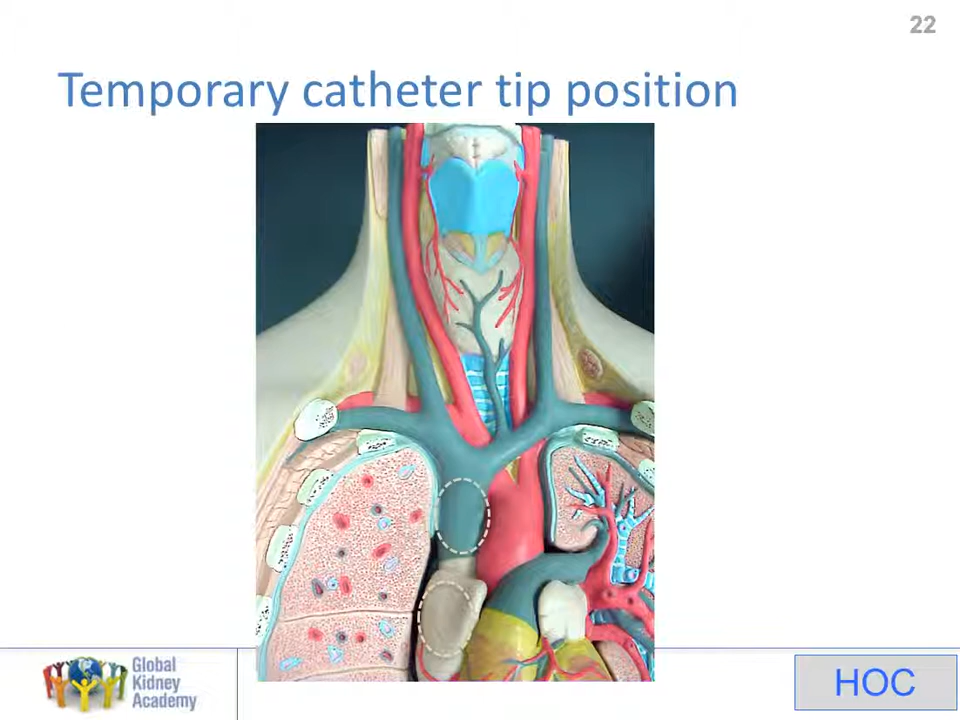 22
Temporary catheter tip position
Global
Kidney
Academy
HOC